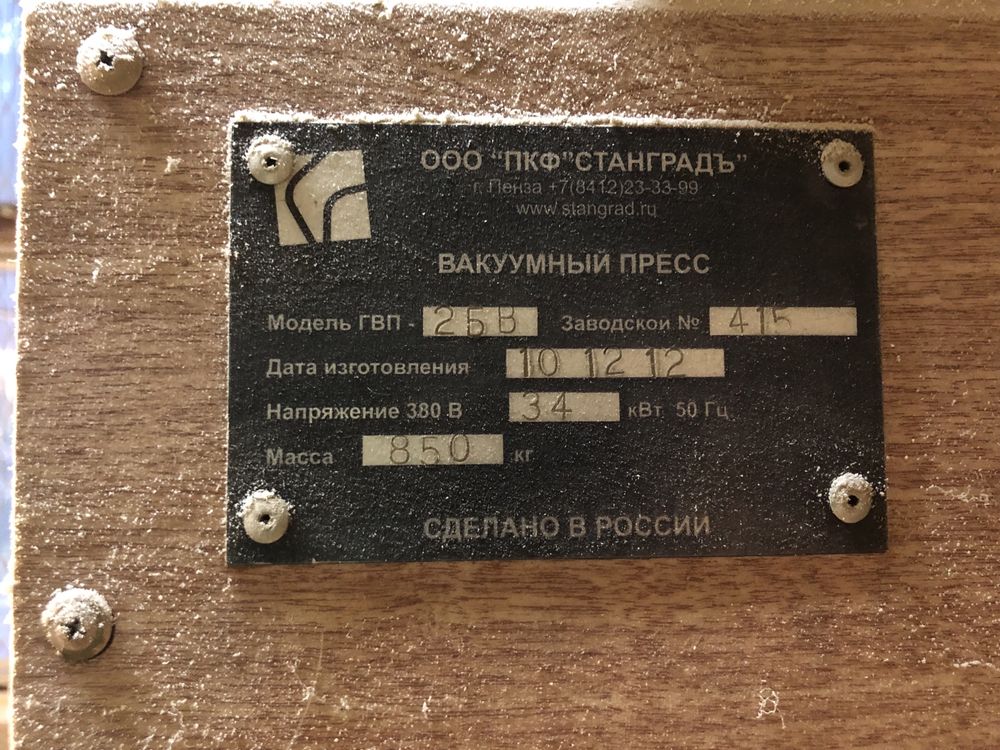 ООО "ПКФ"СТАНГРАДЪ"
г. Пенза +7(8412)23-33-99
www.stangrad.ru
ВАКУУМНЫЙ ПРЕСС
Модель ГВП - 25В Заводской № 415
Дата изготовления 10 12 12
Напряжение 380 В 34 кВт 50 Гц
Масса 850 кг
СДЕЛАНО В РОССИИ